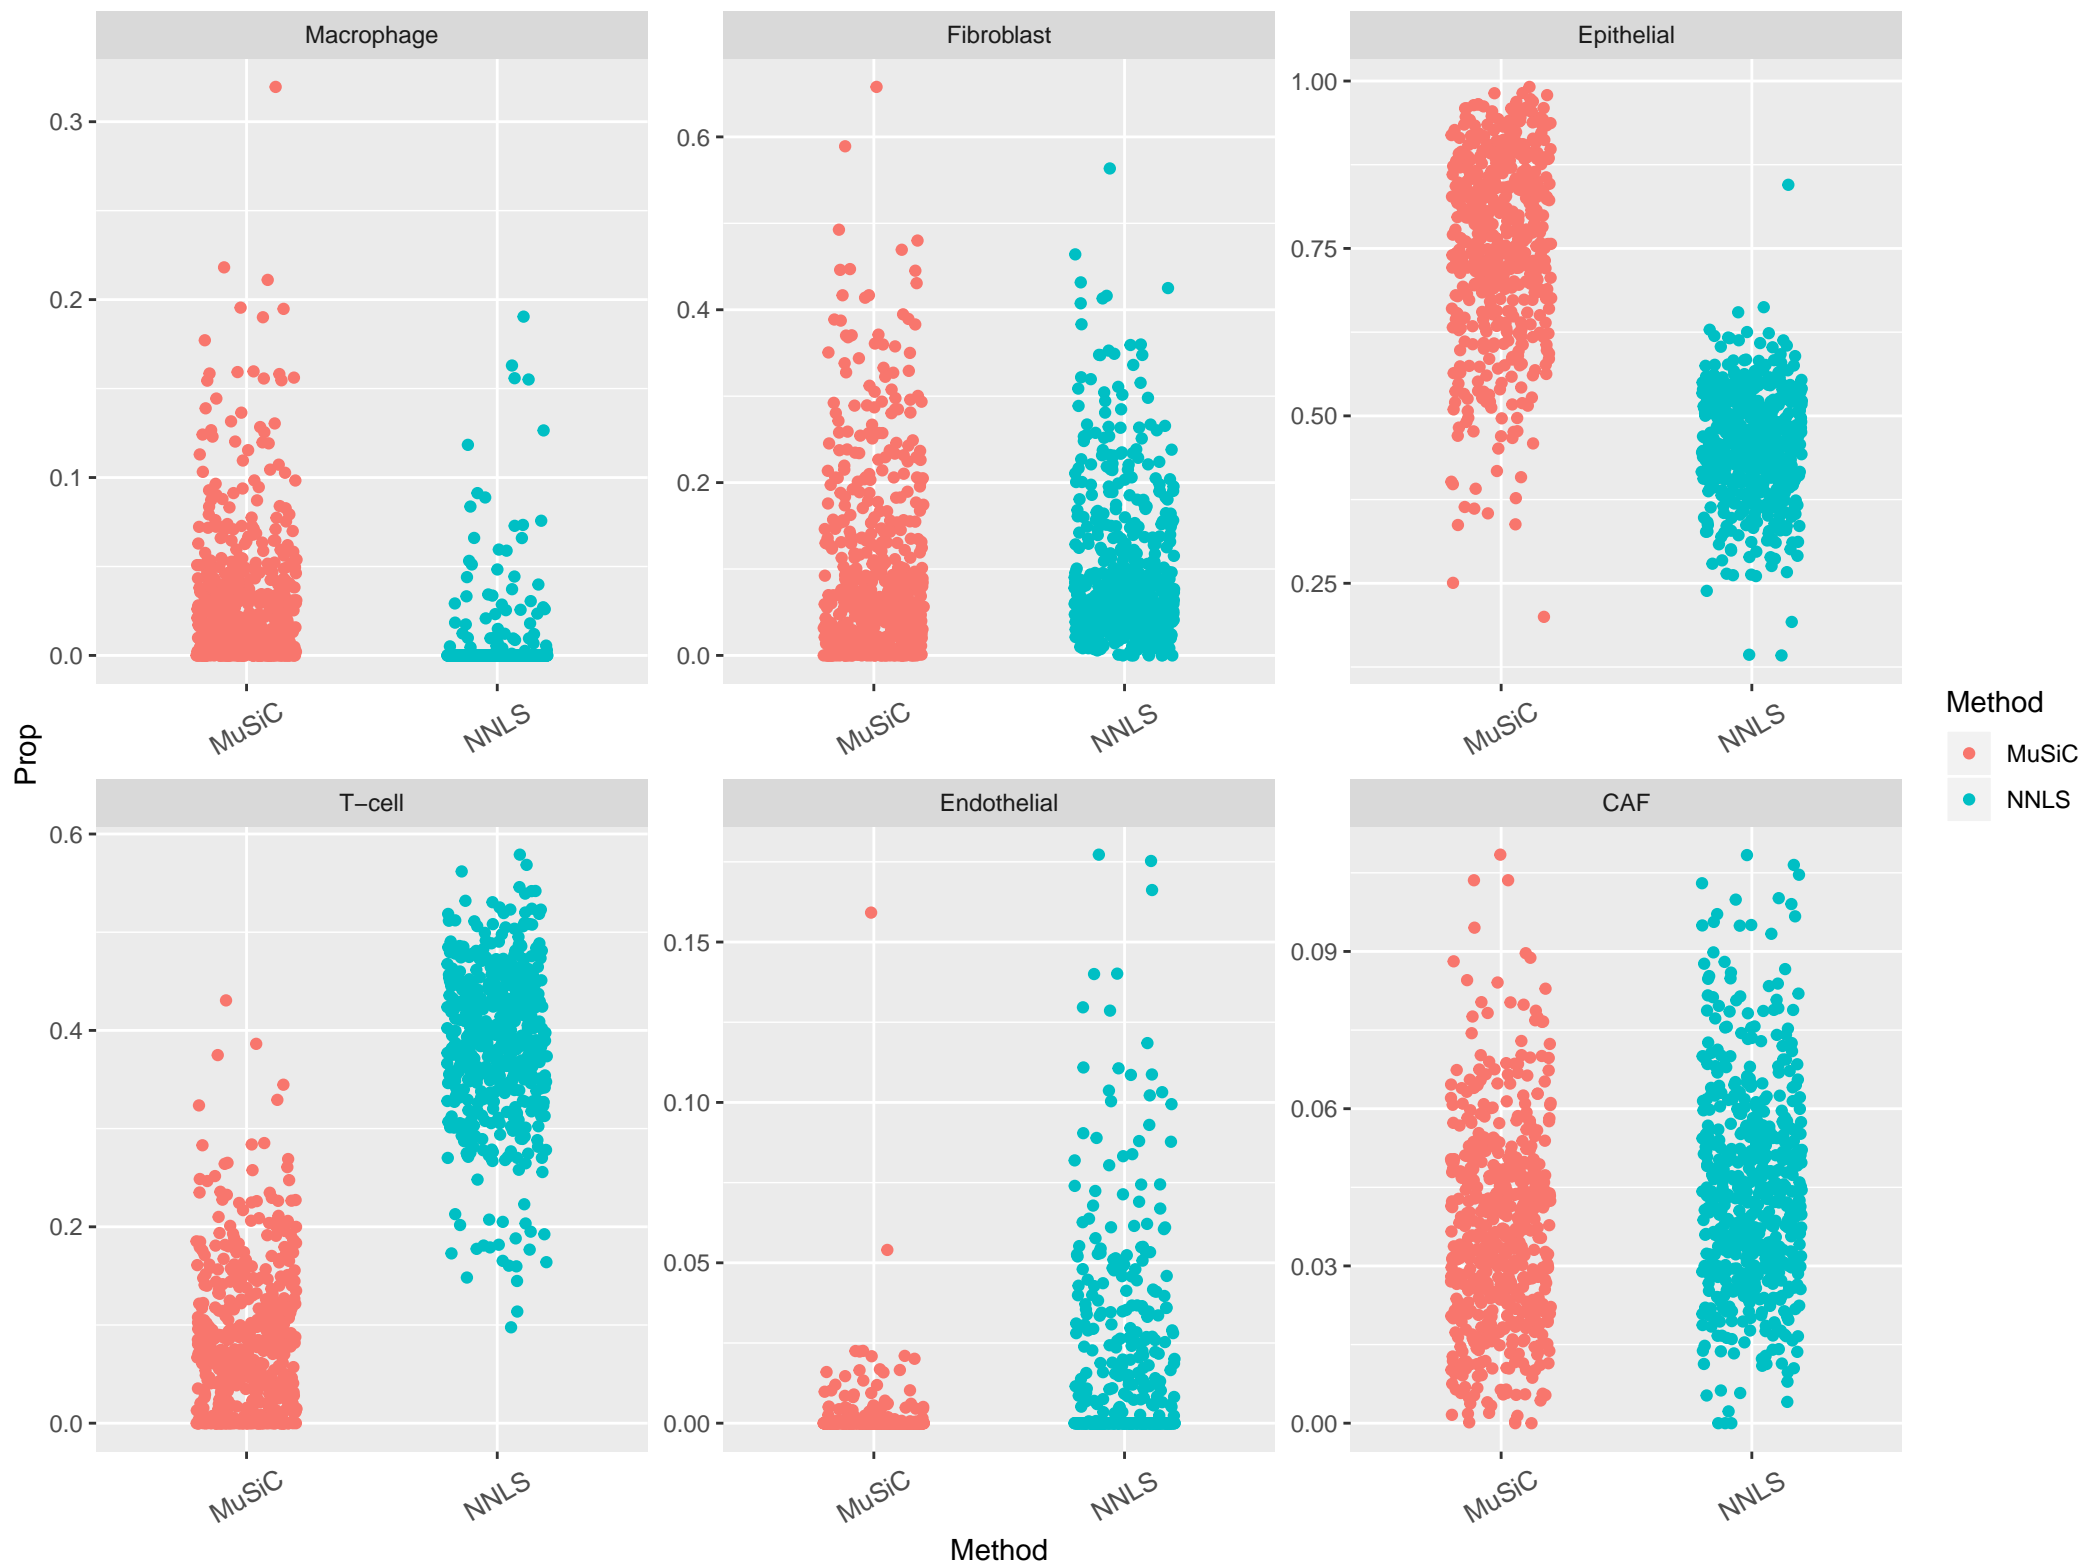 Macrophage
Fibroblast
Epithelial
0.3
0.2
0.1
0.0
0.6
0.4
0.2
0.0
1.00
0.75
0.50
0.25
MuSiC
NNLS
MuSiC
NNLS
MuSiC
NNLS
Prop
Method
MuSiC
NNLS
T−cell
Endothelial
CAF
0.6
0.4
0.2
0.0
0.15
0.10
0.05
0.00
0.09
0.06
0.03
0.00
MuSiC
NNLS
MuSiC
NNLS
MuSiC
NNLS
Method